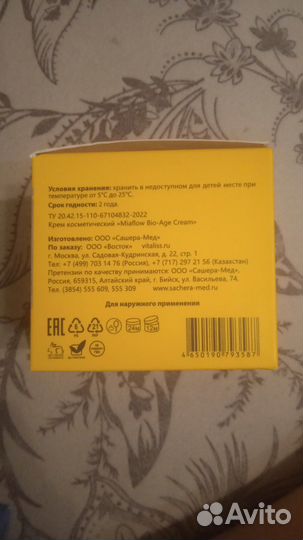 Условия хранения: хранить в недоступном для детей месте при
температуре от 5°С до 25°С.
Срок годности: 2 года.
ТУ 20.42.15-110-67104832-2022
Крем косметический «Miaflow Bio-Age Cream»
Изготовлено: ООО «Сашера-Мед»
По заказу: ООО «Восток» vitaliss.ru
г. Москва, ул. Садовая-Кудринская, д. 22, стр. 1
Тел.: +7 (499) 703 14 76 (Россия), +7 (717) 297 21 56 (Казахстан)
Претензии по качеству принимаются: ООО «Сашера-Мед»,
Россия, 659315, Алтайский край, г. Бийск, ул. Васильева, 74,
Тел. (3854) 555 609, 555 309 www.sachera-med.ru
Для наружного применения
EAC
24M
12M
4650190793587
Avito